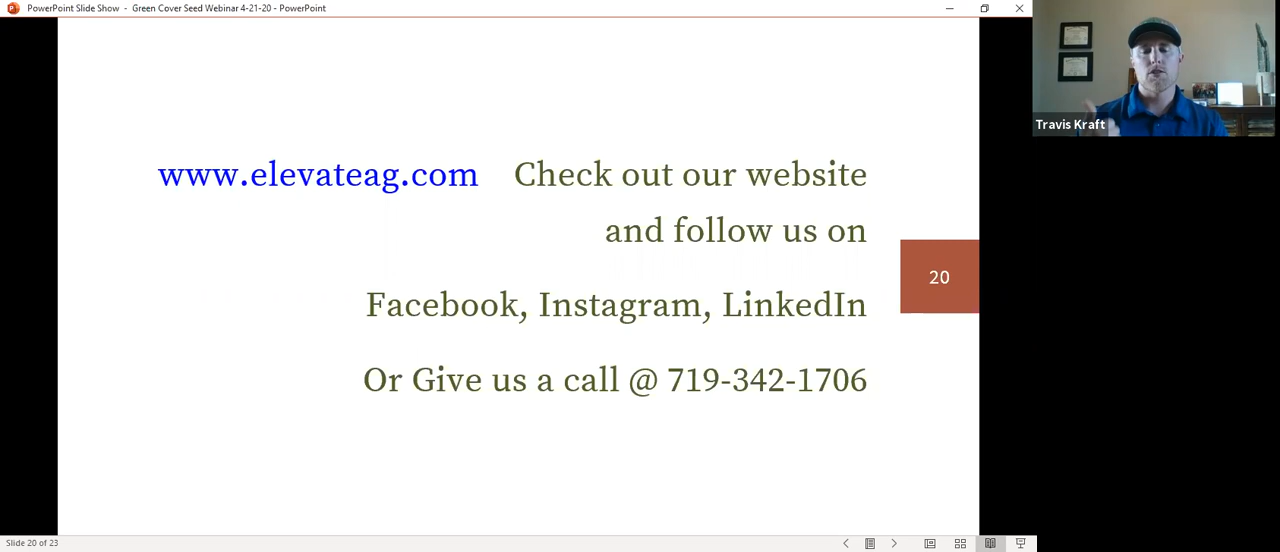 PowerPoint Slide Show - Green Cover Seed Webinar 4-21-20 - PowerPoint
Travis Kraft
www.elevateag.com Check out our website
and follow us on
20
Facebook, Instagram, LinkedIn
Or Give us a call @ 719-342-1706
Slide 20 of 23